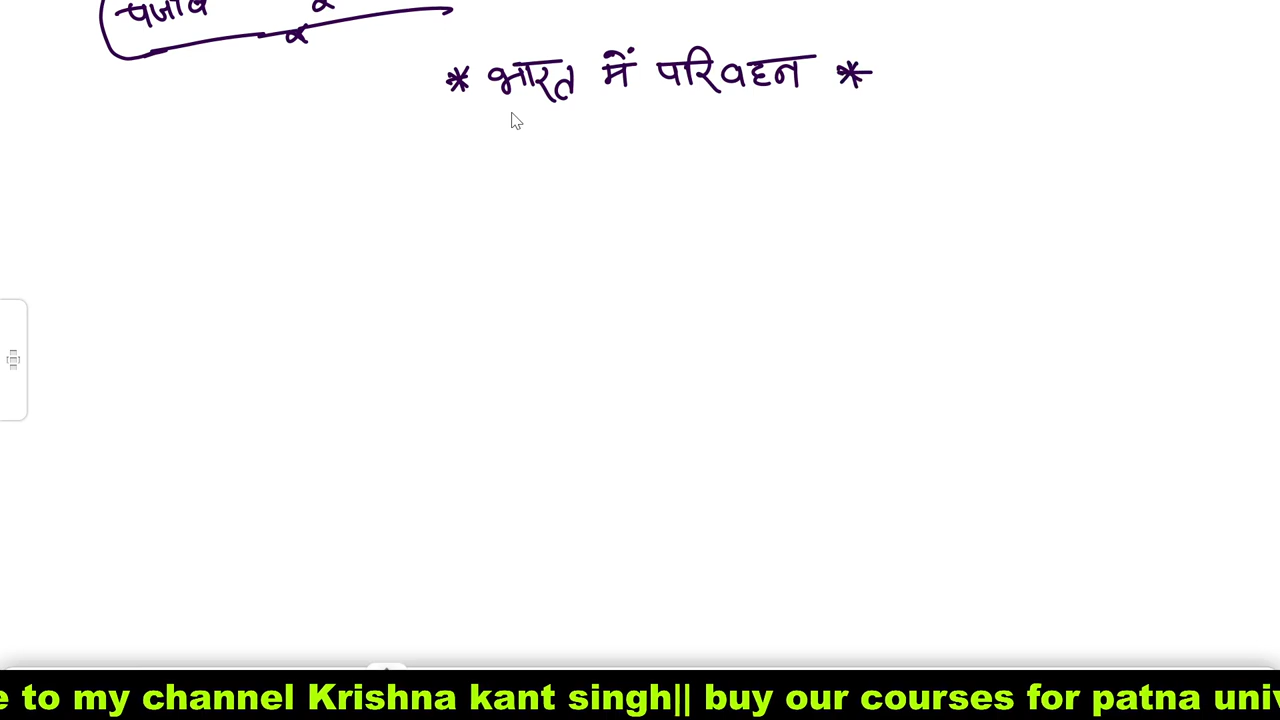 पंजाब
* भारत में परिवहन *
e to my channel Krishna kant singh|| buy our courses for patna univ